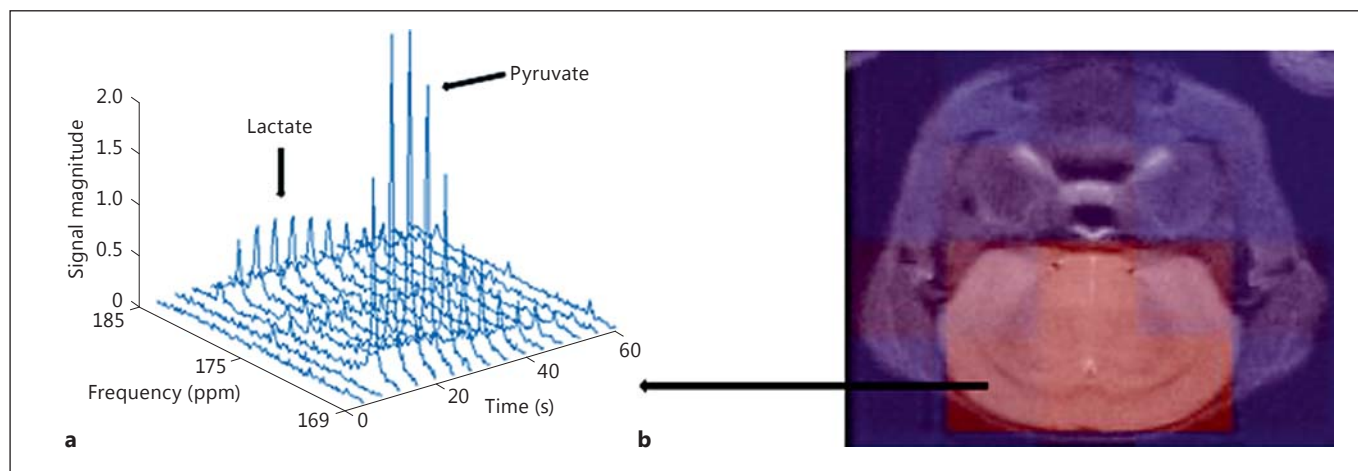 Pyruvate
Lactate
Signal magnitude
2.0
1.5
1.0
0.5
0
185
175
169
Frequency (ppm)
0
20
40
60
Time (s)
a
b